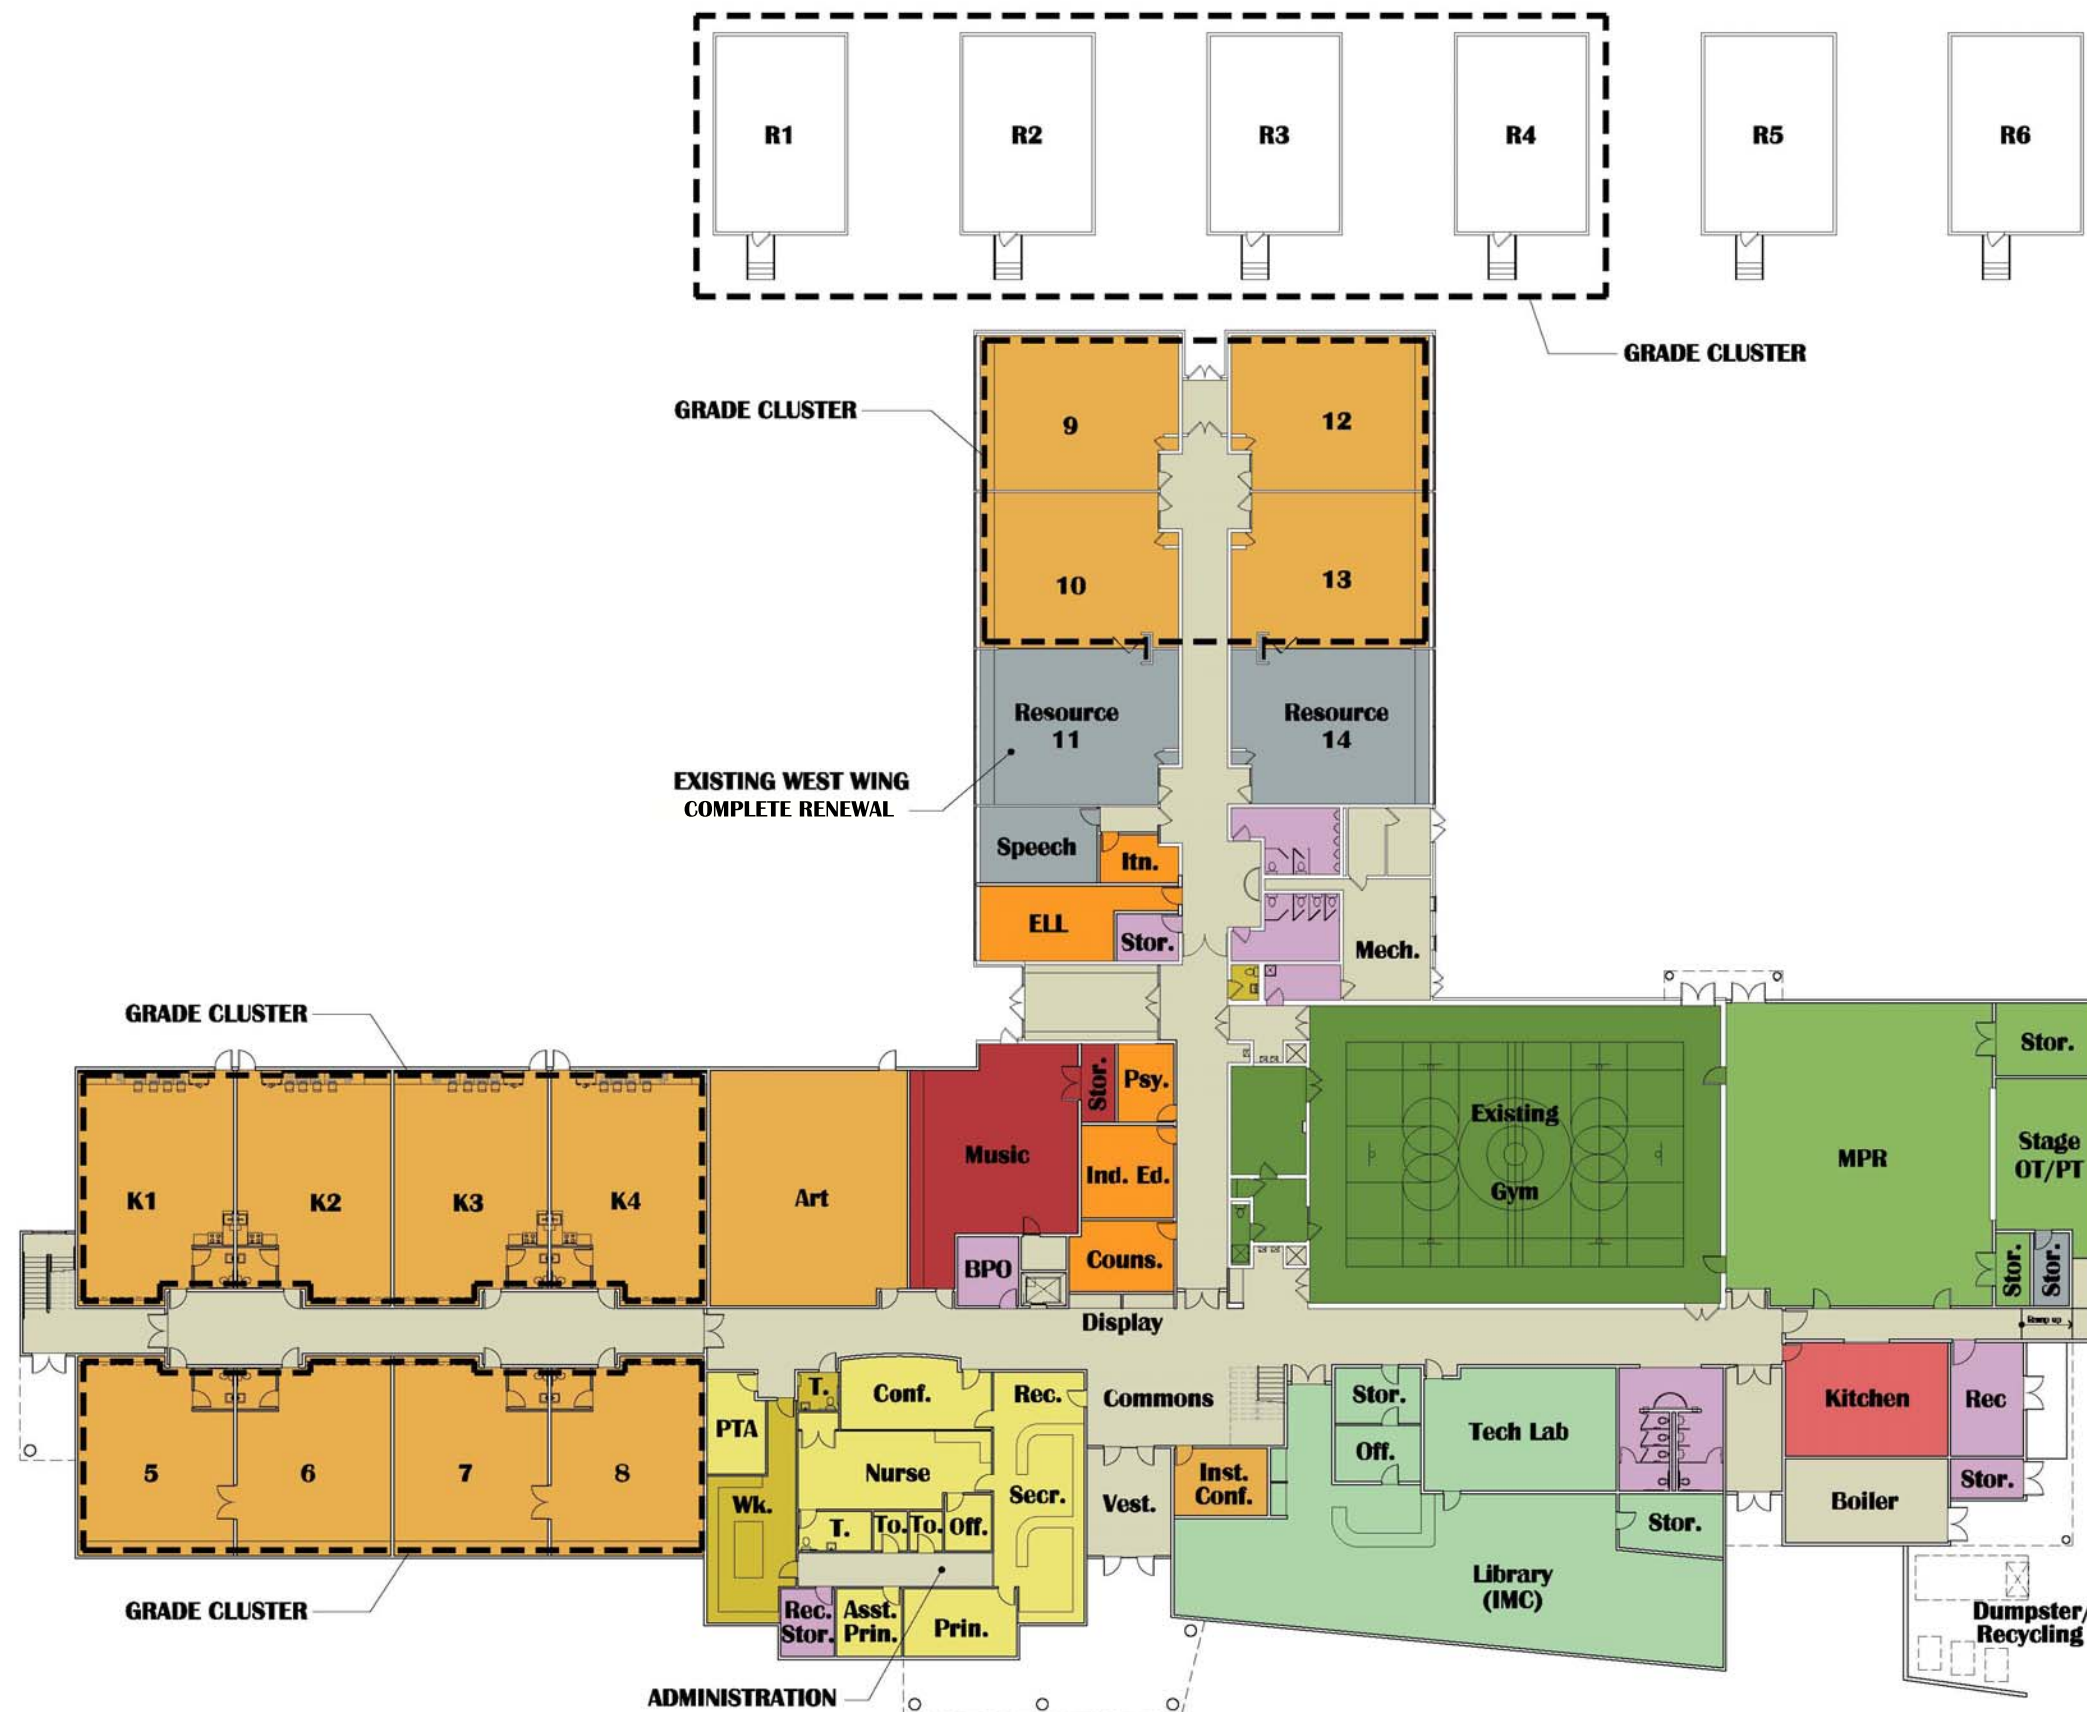 R1
R2
R3
R4
R5
R6
GRADE CLUSTER
GRADE CLUSTER
9
12
10
13
Resource
11
Resource
14
EXISTING WEST WING
COMPLETE RENEWAL
Speech
Itn.
ELL
Stor.
Mech.
GRADE CLUSTER
K1
K2
K3
K4
Art
Music
Stor.
Psy.
Ind. Ed.
Couns.
BPO
Existing
Gym
MPR
Stor.
Stage
OT/PT
Stor.
Stor.
Display
Ramp up
5
6
7
8
PTA
T.
Conf.
Rec.
Commons
Wk.
Nurse
Secr.
Vest.
Inst.
Conf.
T.
To.
To.
Off.
Stor.
Off.
Tech Lab
Stor.
Library
(IMC)
Kitchen
Rec
Boiler
Stor.
GRADE CLUSTER
Rec.
Stor.
Asst.
Prin.
Prin.
ADMINISTRATION
Dumpster/
Recycling